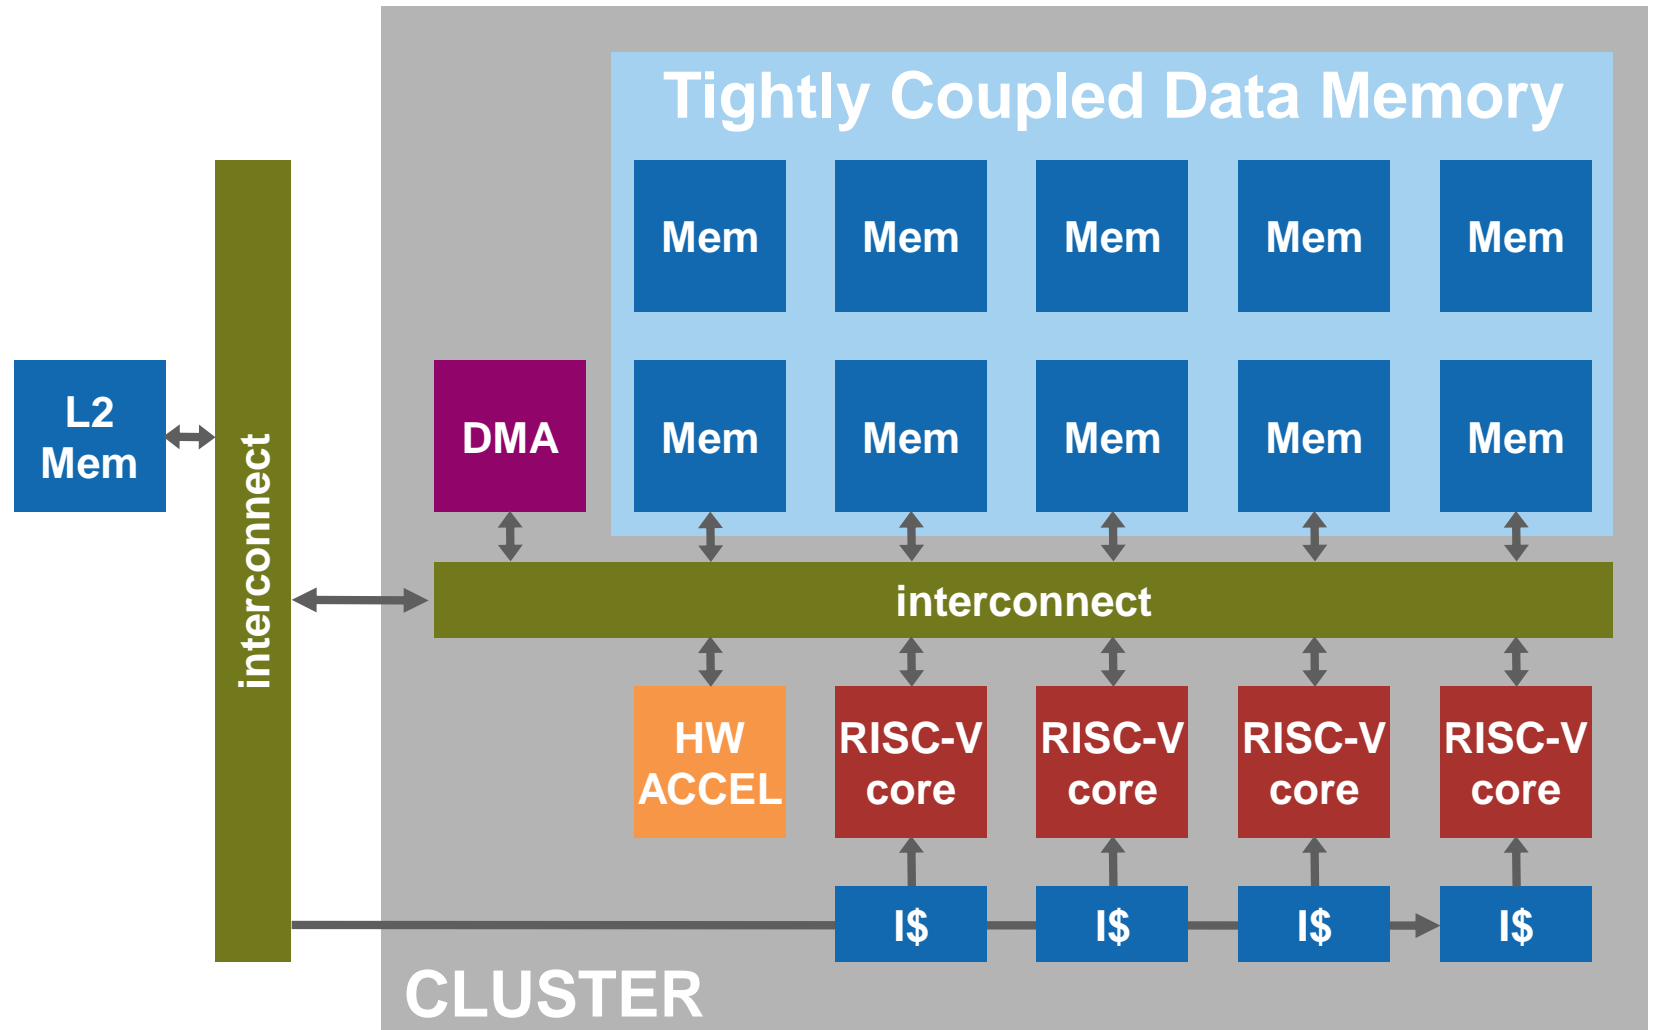 Tightly Coupled Data Memory
Mem
Mem
Mem
Mem
Mem
L2
Mem
interconnect
DMA
Mem
Mem
Mem
Mem
Mem
interconnect
HW
ACCEL
RISC-V
core
RISC-V
core
RISC-V
core
RISC-V
core
I$
I$
I$
I$
CLUSTER